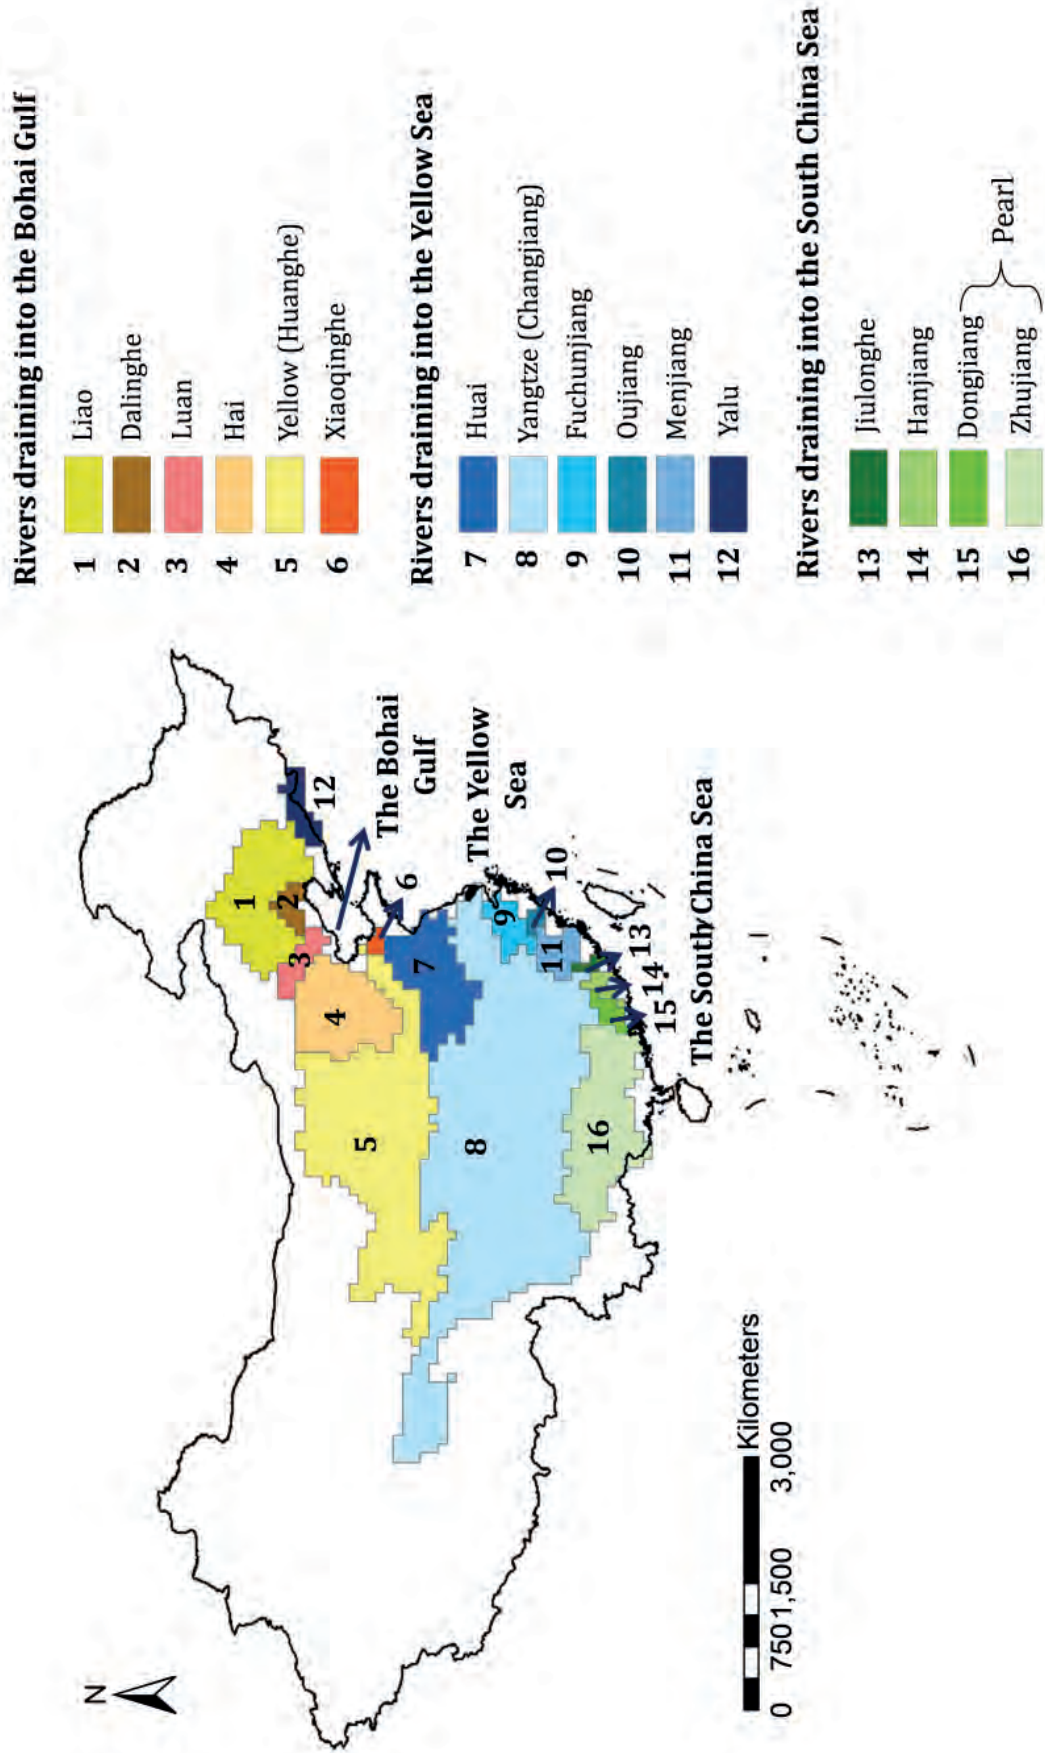 N
1
2
3
4
5
6
7
8
9
10
11
12
13
14
15
16
The Bohai
Gulf
The Yellow
Sea
The South China Sea
0 750 1,500 3,000
Kilometers
Rivers draining into the Bohai Gulf
1 Liao
2 Dalinghe
3 Luan
4 Hai
5 Yellow (Huanghe)
6 Xiaoqinghe
Rivers draining into the Yellow Sea
7 Huai
8 Yangtze (Changjiang)
9 Fuchunjiang
10 Oujiang
11 Menjiang
12 Yalu
Rivers draining into the South China Sea
13 Jiulonghe
14 Hanjiang
15 Dongjiang
16 Zhujiang
Pearl